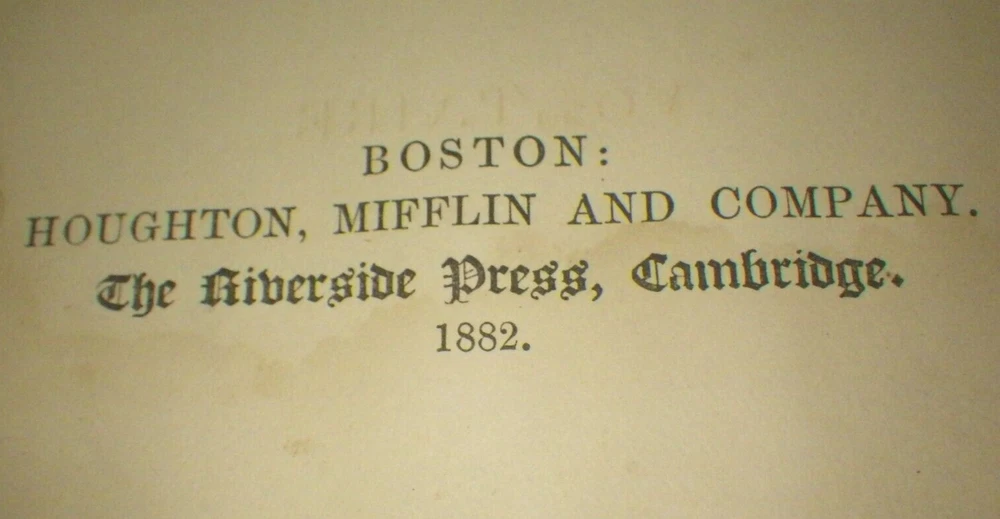 BOSTON:
HOUGHTON, MIFFLIN AND COMPANY.
The Riverside Press, Cambridge.
1882.